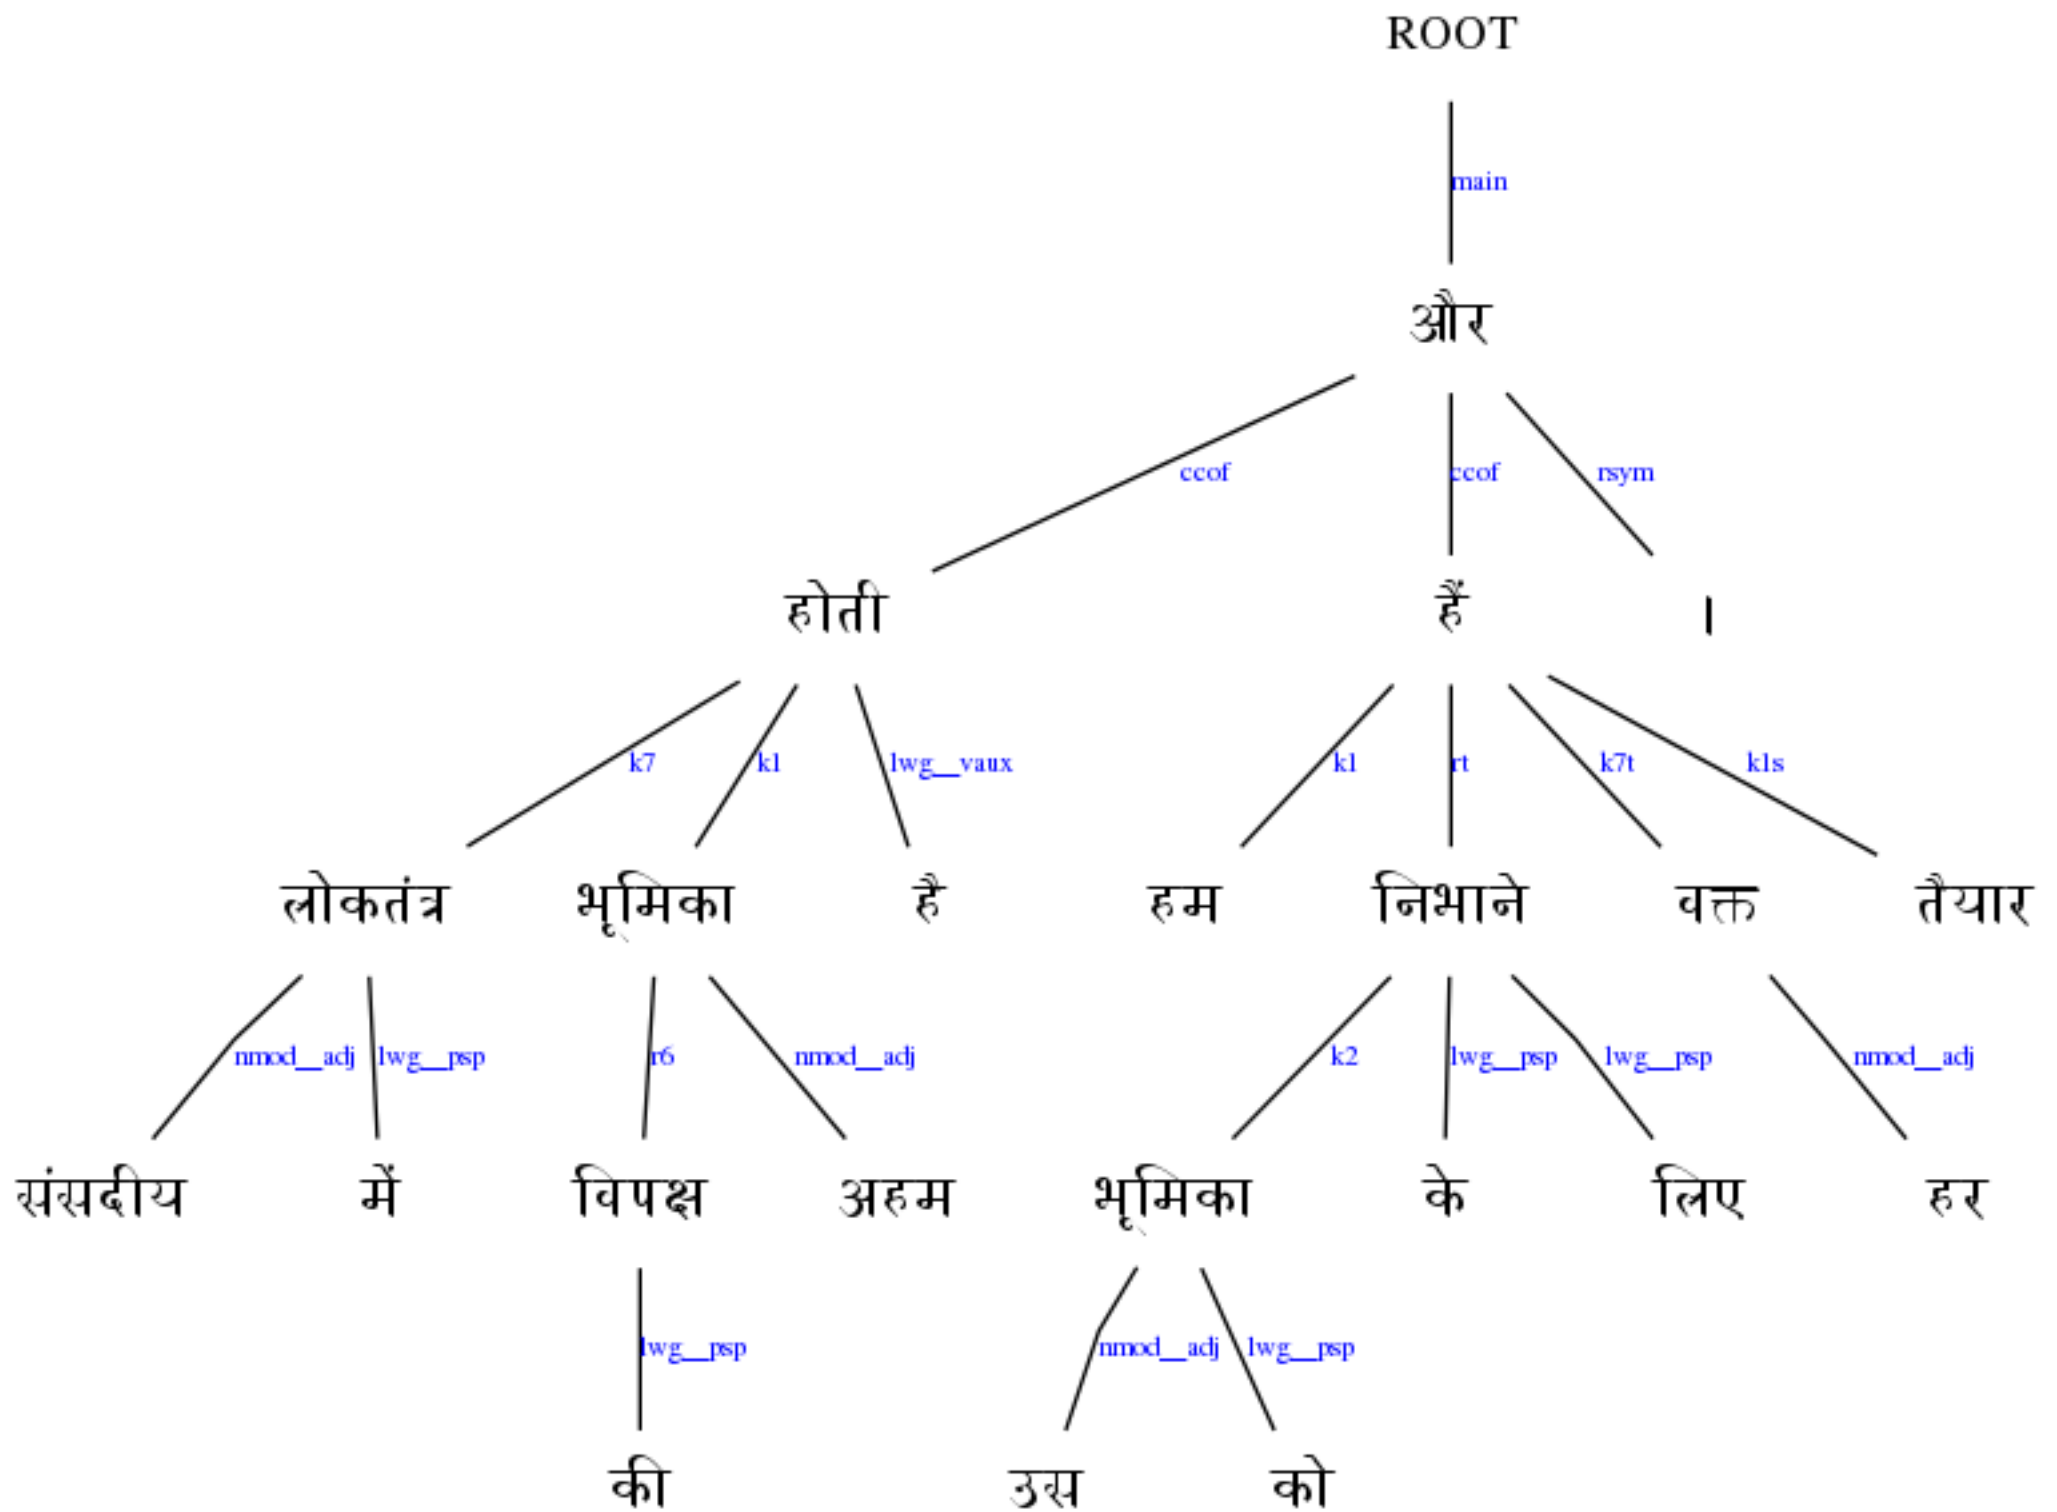 ROOT
main
और
ccof ccof rsym
होती हैं ।
k7 k1 lwg__vaux k1 rt k7t k1s
लोकतंत्र भूमिका है हम निभाने वक्त तैयार
nmod__adj lwg__psp r6 nmod__adj k2 lwg__psp lwg__psp nmod__adj
संसदीय में विपक्ष अहम भूमिका के लिए हर
lwg__psp nmod__adj lwg__psp
की उस को